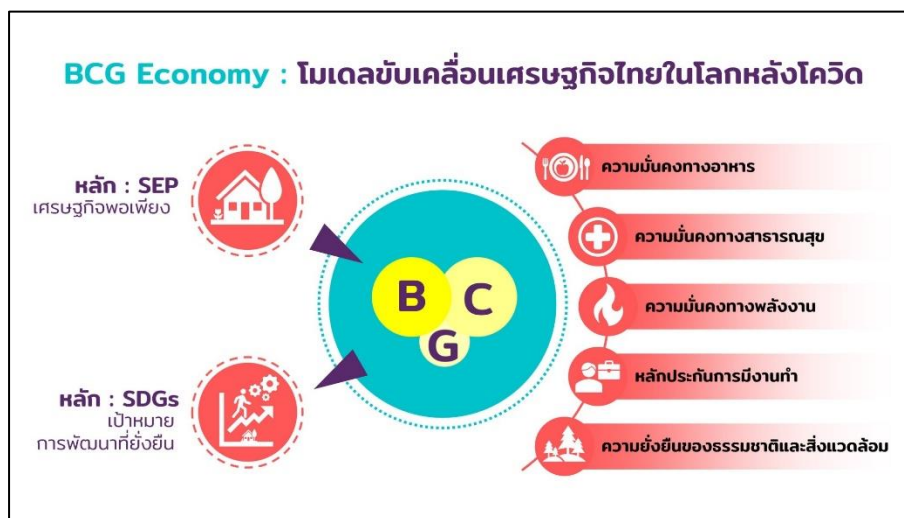 BCG Economy : โมเดลขับเคลื่อนเศรษฐกิจไทยในโลกหลังโควิด
หลัก : SEP
เศรษฐกิจพอเพียง
หลัก : SDGs
เป้าหมาย
การพัฒนาที่ยั่งยืน
B
C
G
ความมั่นคงทางอาหาร
ความมั่นคงทางสาธารณสุข
ความมั่นคงทางพลังงาน
หลักประกันการมีงานทำ
ความยั่งยืนของธรรมชาติและสิ่งแวดล้อม